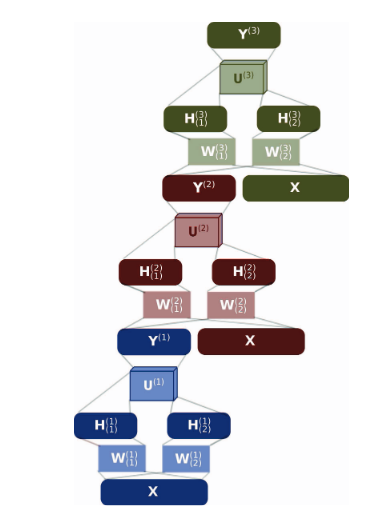 Y(3)
U(3)
H(3)(1) H(3)(2)
W(3)(1) W(3)(2)
Y(2) X
U(2)
H(2)(1) H(2)(2)
W(2)(1) W(2)(2)
Y(1) X
U(1)
H(1)(1) H(1)(2)
W(1)(1) W(1)(2)
X